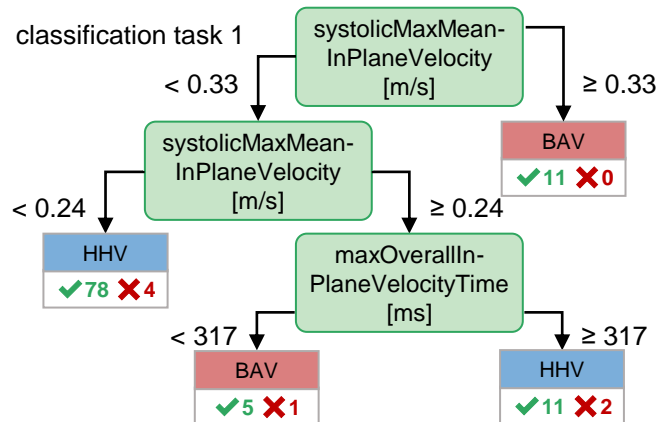 classification task 1
systolicMaxMean-
InPlaneVelocity
[m/s]
< 0.33
≥ 0.33
systolicMaxMean-
InPlaneVelocity
[m/s]
BAV
11 0
< 0.24
≥ 0.24
HHV
78 4
maxOverallIn-
PlaneVelocityTime
[ms]
< 317
≥ 317
BAV
5 1
HHV
11 2